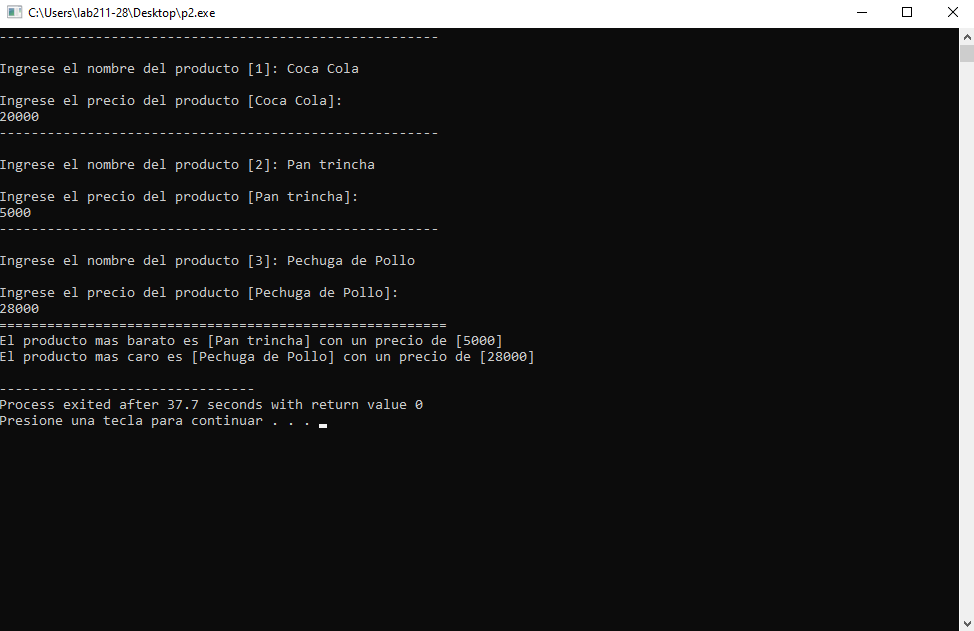 C:\Users\lab211-28\Desktop\p2.exe
-------------------------------------------------------
Ingrese el nombre del producto [1]: Coca Cola
Ingrese el precio del producto [Coca Cola]:
20000
-------------------------------------------------------
Ingrese el nombre del producto [2]: Pan trincha
Ingrese el precio del producto [Pan trincha]:
5000
-------------------------------------------------------
Ingrese el nombre del producto [3]: Pechuga de Pollo
Ingrese el precio del producto [Pechuga de Pollo]:
28000
========================================================
El producto mas barato es [Pan trincha] con un precio de [5000]
El producto mas caro es [Pechuga de Pollo] con un precio de [28000]
--------------------------------
Process exited after 37.7 seconds with return value 0
Presione una tecla para continuar . . .